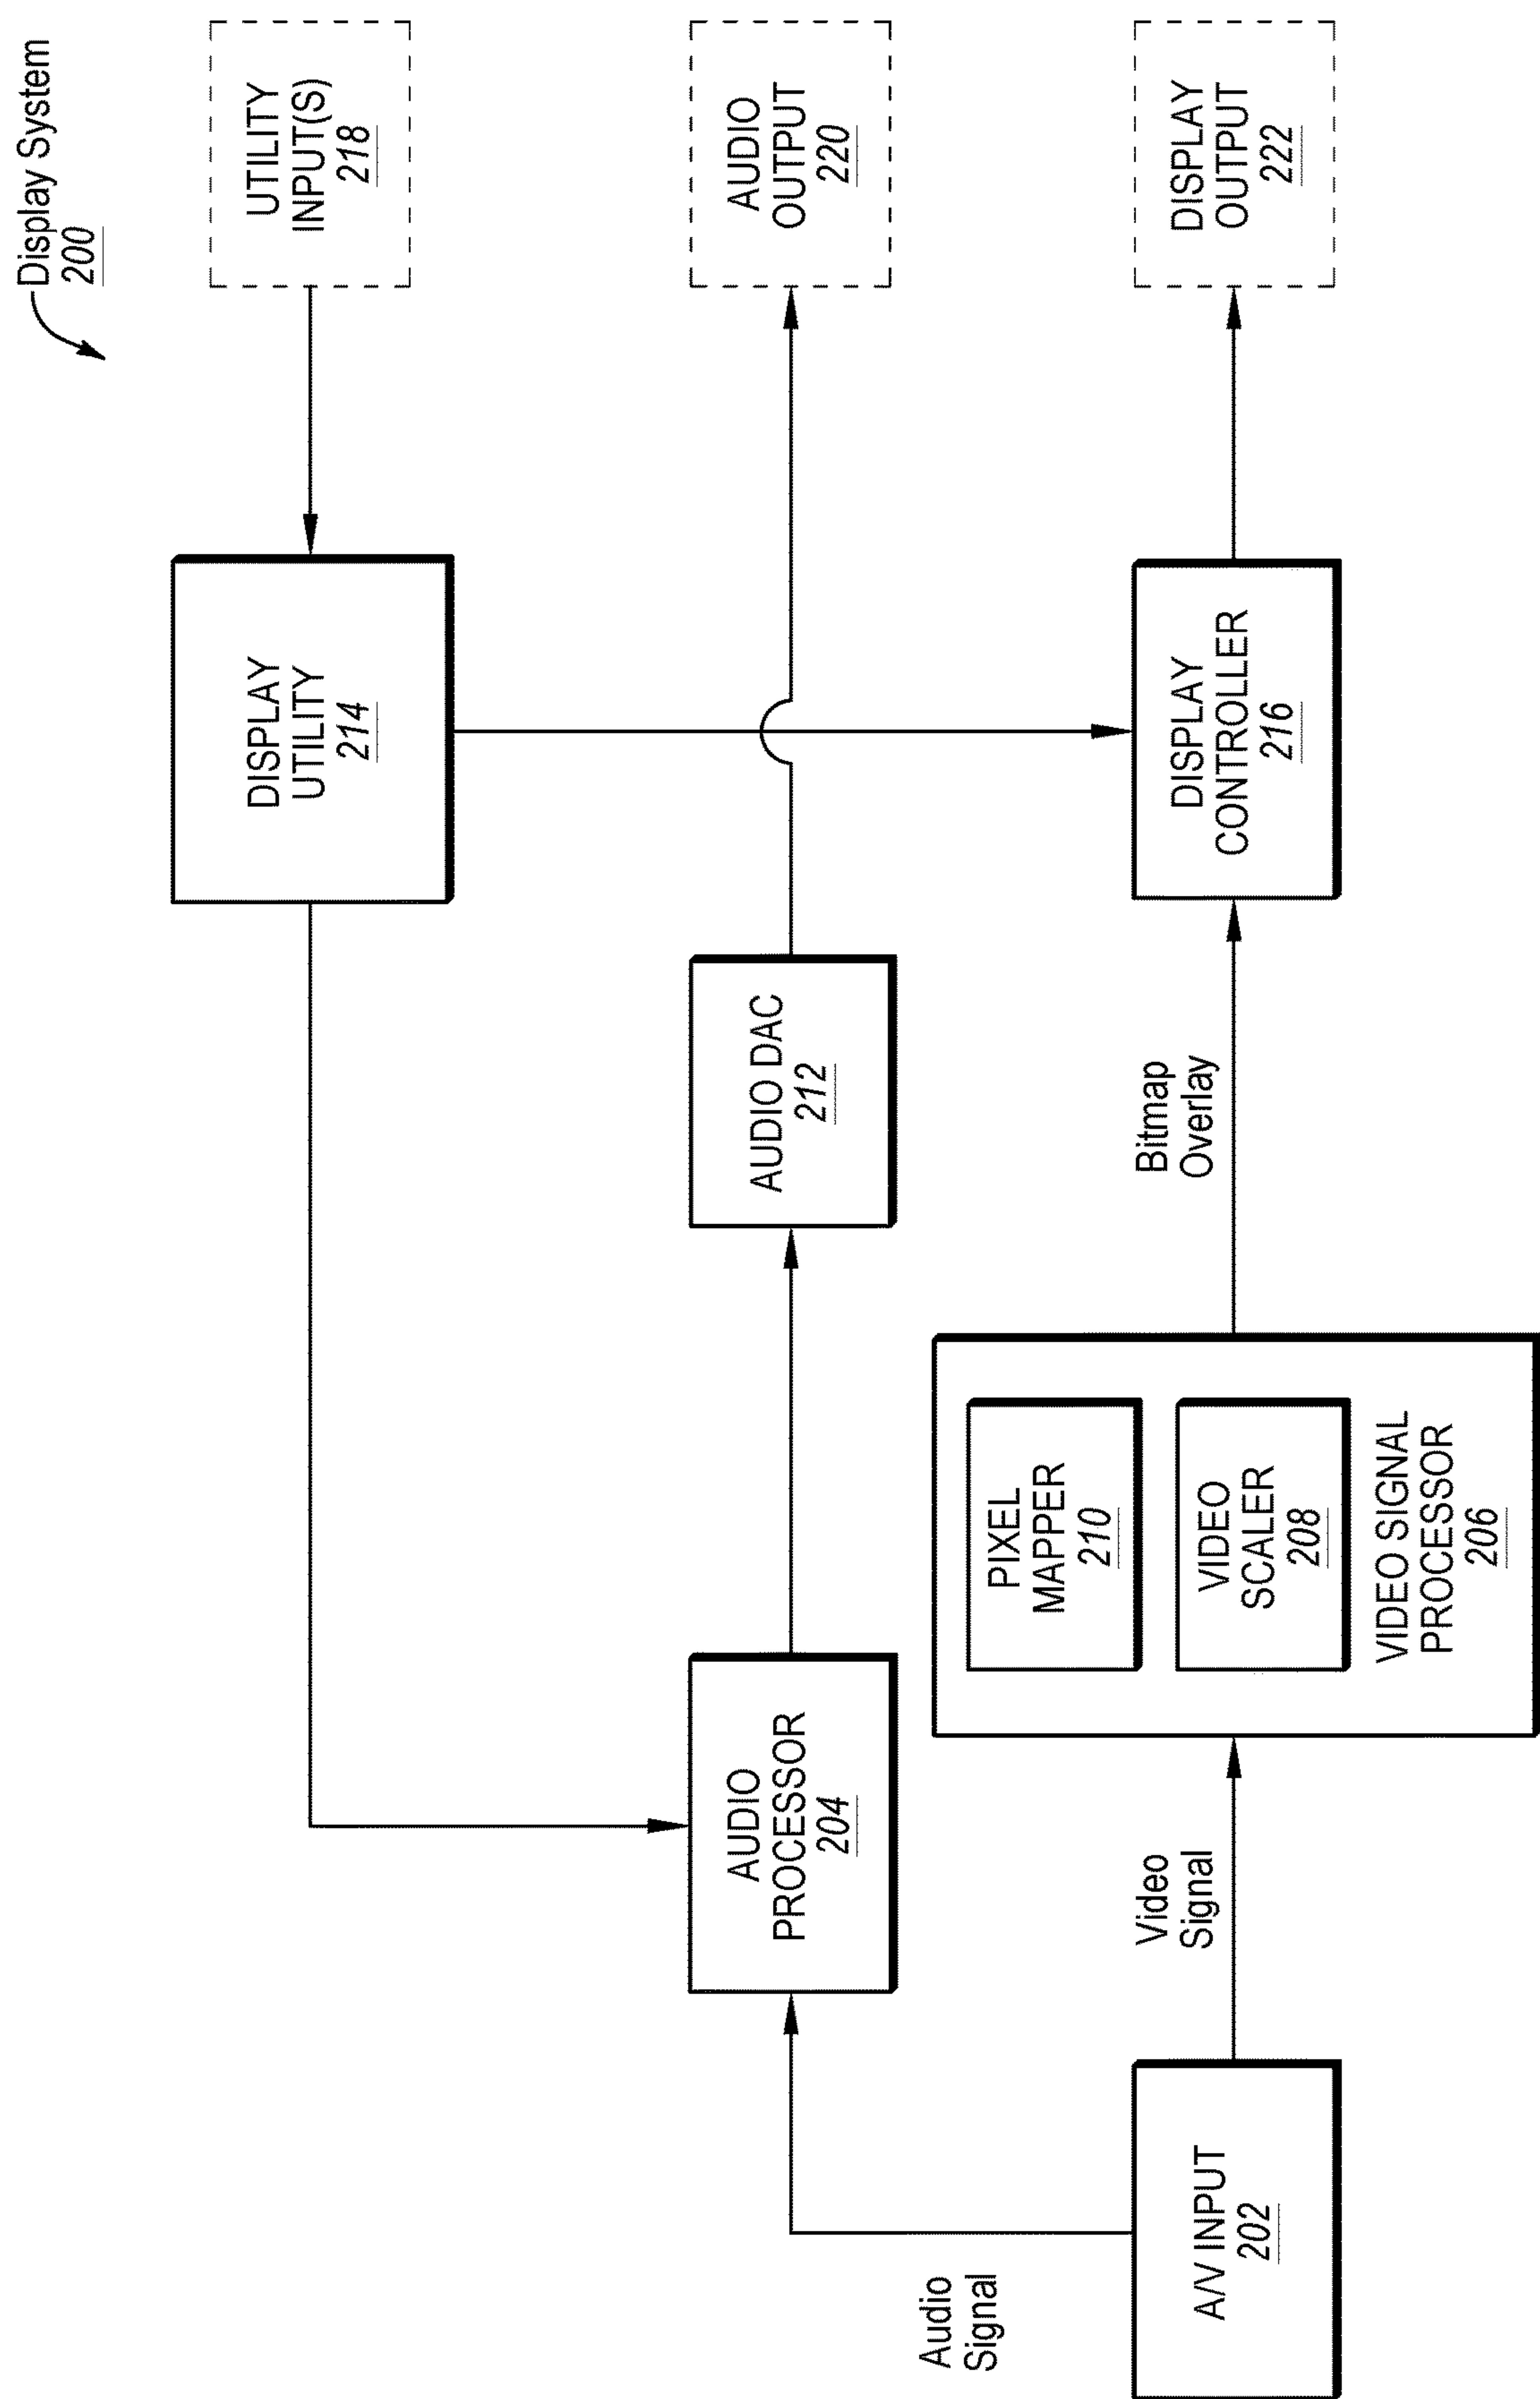 Display System
200
UTILITY
INPUT(S)
218
DISPLAY
UTILITY
214
AUDIO
OUTPUT
220
AUDIO DAC
212
AUDIO
PROCESSOR
204
Audio
Signal
DISPLAY
OUTPUT
222
DISPLAY
CONTROLLER
216
Bitmap
Overlay
PIXEL
MAPPER
210
VIDEO
SCALER
208
VIDEO SIGNAL
PROCESSOR
206
Video
Signal
A/V INPUT
202